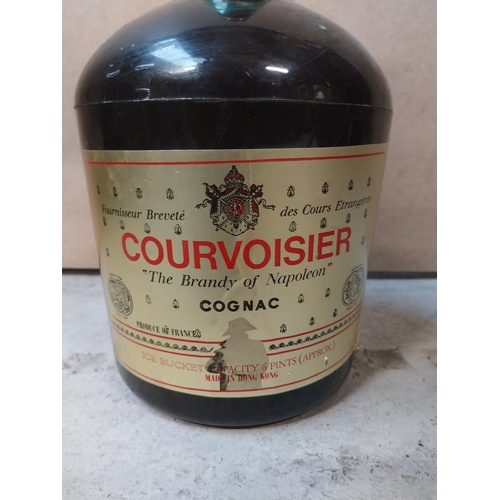 Fournisseur Breveté des Cours Etrangères
COURVOISIER
"The Brandy of Napoleon"
COGNAC
PRODUCE OF FRANCE
ICE BUCKET CAPACITY 6 PINTS (APPROX)
MADE IN HONG KONG